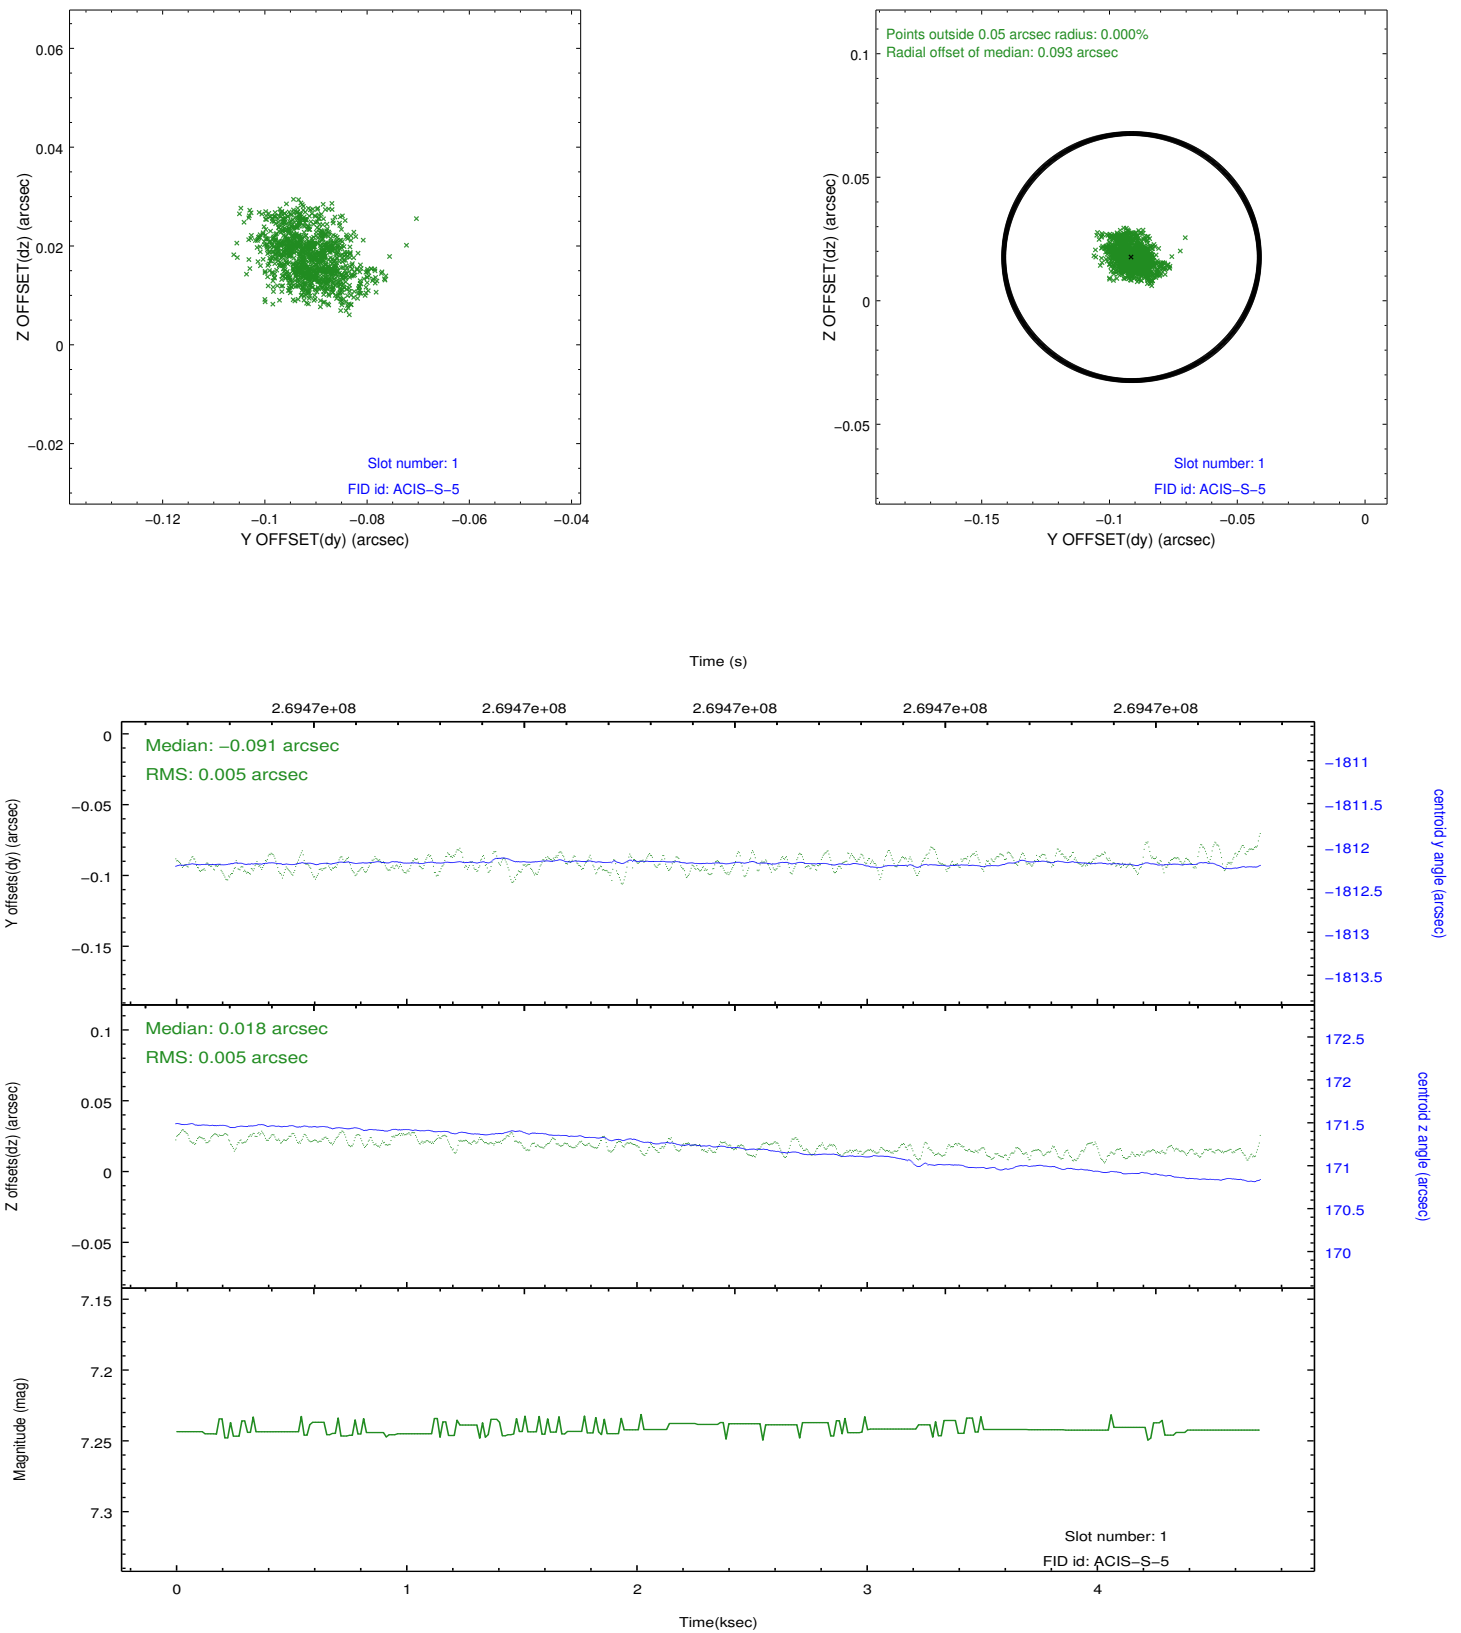 0.06
0.04
0.02
0
−0.02
Z OFFSET(dz) (arcsec)
Slot number: 1
FID id: ACIS−S−5
−0.12 −0.1 −0.08 −0.06 −0.04
Y OFFSET(dy) (arcsec)
Points outside 0.05 arcsec radius: 0.000%
Radial offset of median: 0.093 arcsec
0.1
0.05
0
−0.05
Z OFFSET(dz) (arcsec)
Slot number: 1
FID id: ACIS−S−5
−0.15 −0.1 −0.05 0
Y OFFSET(dy) (arcsec)
Time (s)
2.6947e+08 2.6947e+08 2.6947e+08 2.6947e+08 2.6947e+08
Median: −0.091 arcsec
RMS: 0.005 arcsec
0
−0.05
−0.1
−0.15
Y offsets(dy) (arcsec)
−1811
−1811.5
−1812
−1812.5
−1813
−1813.5
centroid y angle (arcsec)
Median: 0.018 arcsec
RMS: 0.005 arcsec
0.1
0.05
0
−0.05
Z offsets(dz) (arcsec)
172.5
172
171.5
171
170.5
170
centroid z angle (arcsec)
7.15
7.2
7.25
7.3
Magnitude (mag)
Slot number: 1
FID id: ACIS−S−5
0 1 2 3 4
Time(ksec)